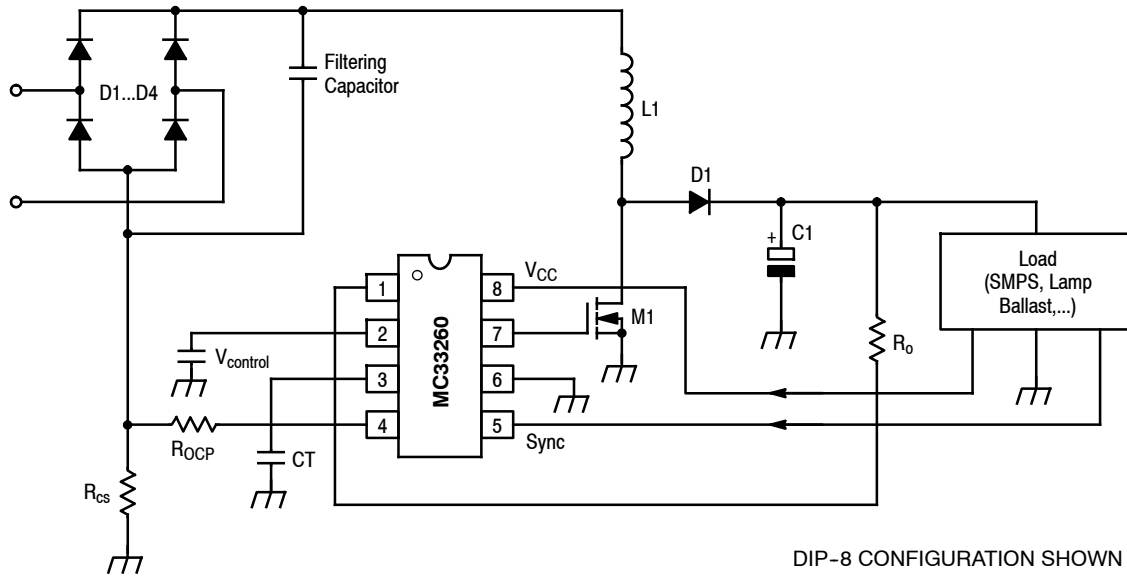 D1...D4
Filtering
Capacitor
L1
D1
C1
+
Load
(SMPS, Lamp
Ballast,...)
VCC
M1
Ro
1
2
3
4
8
7
6
5
MC33260
Vcontrol
ROCP
CT
Sync
Rcs
DIP-8 CONFIGURATION SHOWN